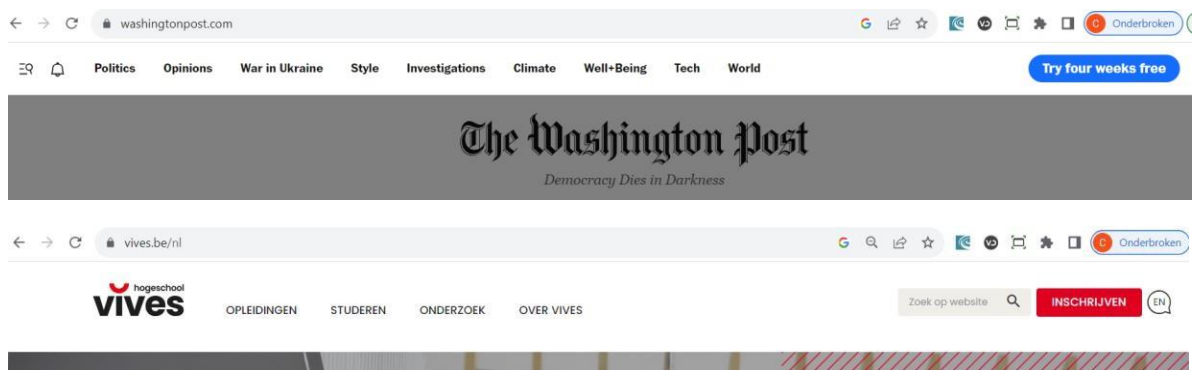 washingtonpost.com Onderbroken
Politics Opinions War in Ukraine Style Investigations Climate Well+Being Tech World Try four weeks free
The Washington Post
Democracy Dies in Darkness
vives.be/nl Onderbroken
hogeschool
vives OPLEIDINGEN STUDEREN ONDERZOEK OVER VIVES Zoek op website INSCHRIJVEN EN